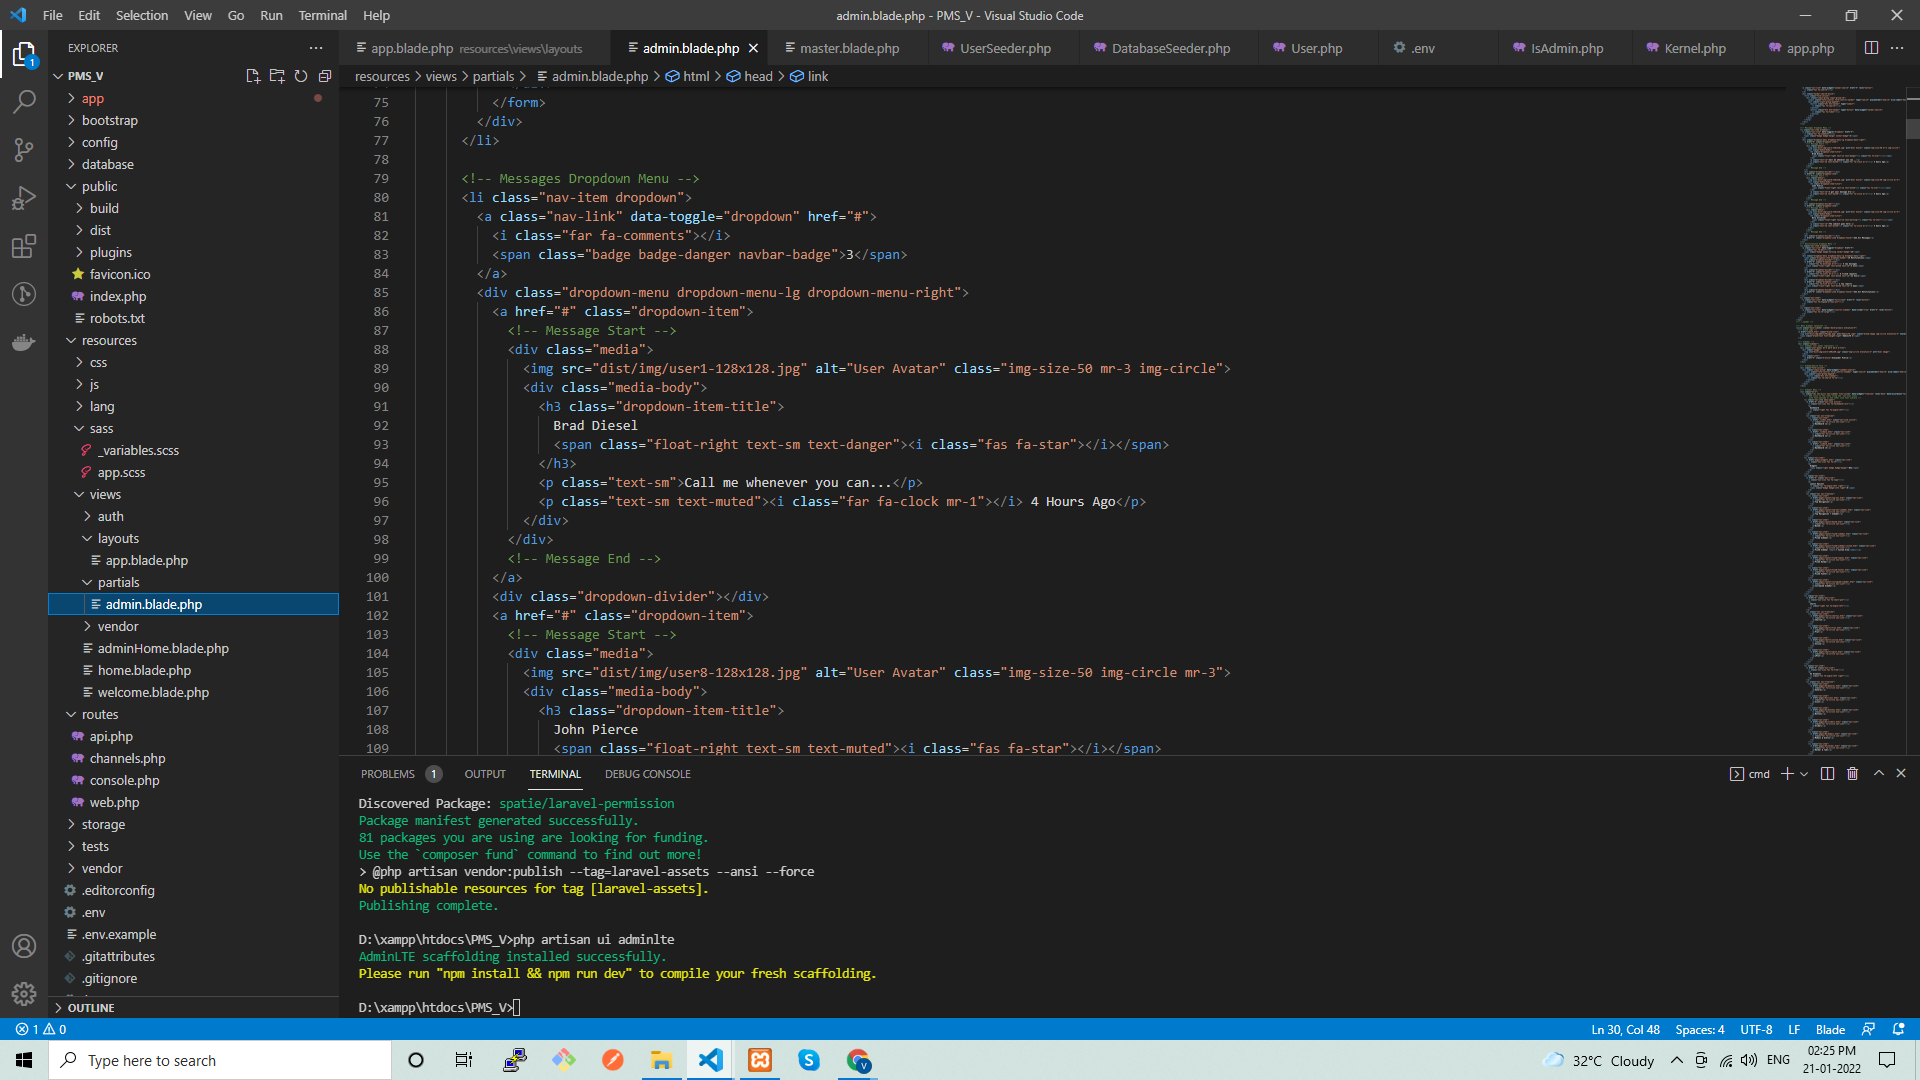 File Edit Selection View Go Run Terminal Help
admin.blade.php - PMS_V - Visual Studio Code
EXPLORER
PMS_V
app
bootstrap
config
database
public
build
dist
plugins
favicon.ico
index.php
robots.txt
resources
css
js
lang
sass
_variables.scss
app.scss
views
auth
layouts
app.blade.php
partials
admin.blade.php
vendor
adminHome.blade.php
home.blade.php
welcome.blade.php
routes
api.php
channels.php
console.php
web.php
storage
tests
vendor
.editorconfig
.env
.env.example
.gitattributes
.gitignore
OUTLINE
app.blade.php resources\views\layouts
admin.blade.php
master.blade.php
UserSeeder.php
DatabaseSeeder.php
User.php
.env
IsAdmin.php
Kernel.php
app.php
resources > views > partials > admin.blade.php > html > head > link
75 </form>
76 </div>
77 </li>
78
79 <!-- Messages Dropdown Menu -->
80 <li class="nav-item dropdown">
81 <a class="nav-link" data-toggle="dropdown" href="#">
82 <i class="far fa-comments"></i>
83 <span class="badge badge-danger navbar-badge">3</span>
84 </a>
85 <div class="dropdown-menu dropdown-menu-lg dropdown-menu-right">
86 <a href="#" class="dropdown-item">
87 <!-- Message Start -->
88 <div class="media">
89 <img src="dist/img/user1-128x128.jpg" alt="User Avatar" class="img-size-50 mr-3 img-circle">
90 <div class="media-body">
91 <h3 class="dropdown-item-title">
92 Brad Diesel
93 <span class="float-right text-sm text-danger"><i class="fas fa-star"></i></span>
94 </h3>
95 <p class="text-sm">Call me whenever you can...</p>
96 <p class="text-sm text-muted"><i class="far fa-clock mr-1"></i> 4 Hours Ago</p>
97 </div>
98 </div>
99 <!-- Message End -->
100 </a>
101 <div class="dropdown-divider"></div>
102 <a href="#" class="dropdown-item">
103 <!-- Message Start -->
104 <div class="media">
105 <img src="dist/img/user8-128x128.jpg" alt="User Avatar" class="img-size-50 img-circle mr-3">
106 <div class="media-body">
107 <h3 class="dropdown-item-title">
108 John Pierce
109 <span class="float-right text-sm text-muted"><i class="fas fa-star"></i></span>
PROBLEMS 1 OUTPUT TERMINAL DEBUG CONSOLE
cmd
Discovered Package: spatie/laravel-permission
Package manifest generated successfully.
81 packages you are using are looking for funding.
Use the `composer fund` command to find out more!
> @php artisan vendor:publish --tag=laravel-assets --ansi --force
No publishable resources for tag [laravel-assets].
Publishing complete.
D:\xampp\htdocs\PMS_V>php artisan ui adminlte
AdminLTE scaffolding installed successfully.
Please run "npm install && npm run dev" to compile your fresh scaffolding.
D:\xampp\htdocs\PMS_V>
1 0
Ln 30, Col 48 Spaces: 4 UTF-8 LF Blade
Type here to search
32°C Cloudy
ENG
02:25 PM
21-01-2022